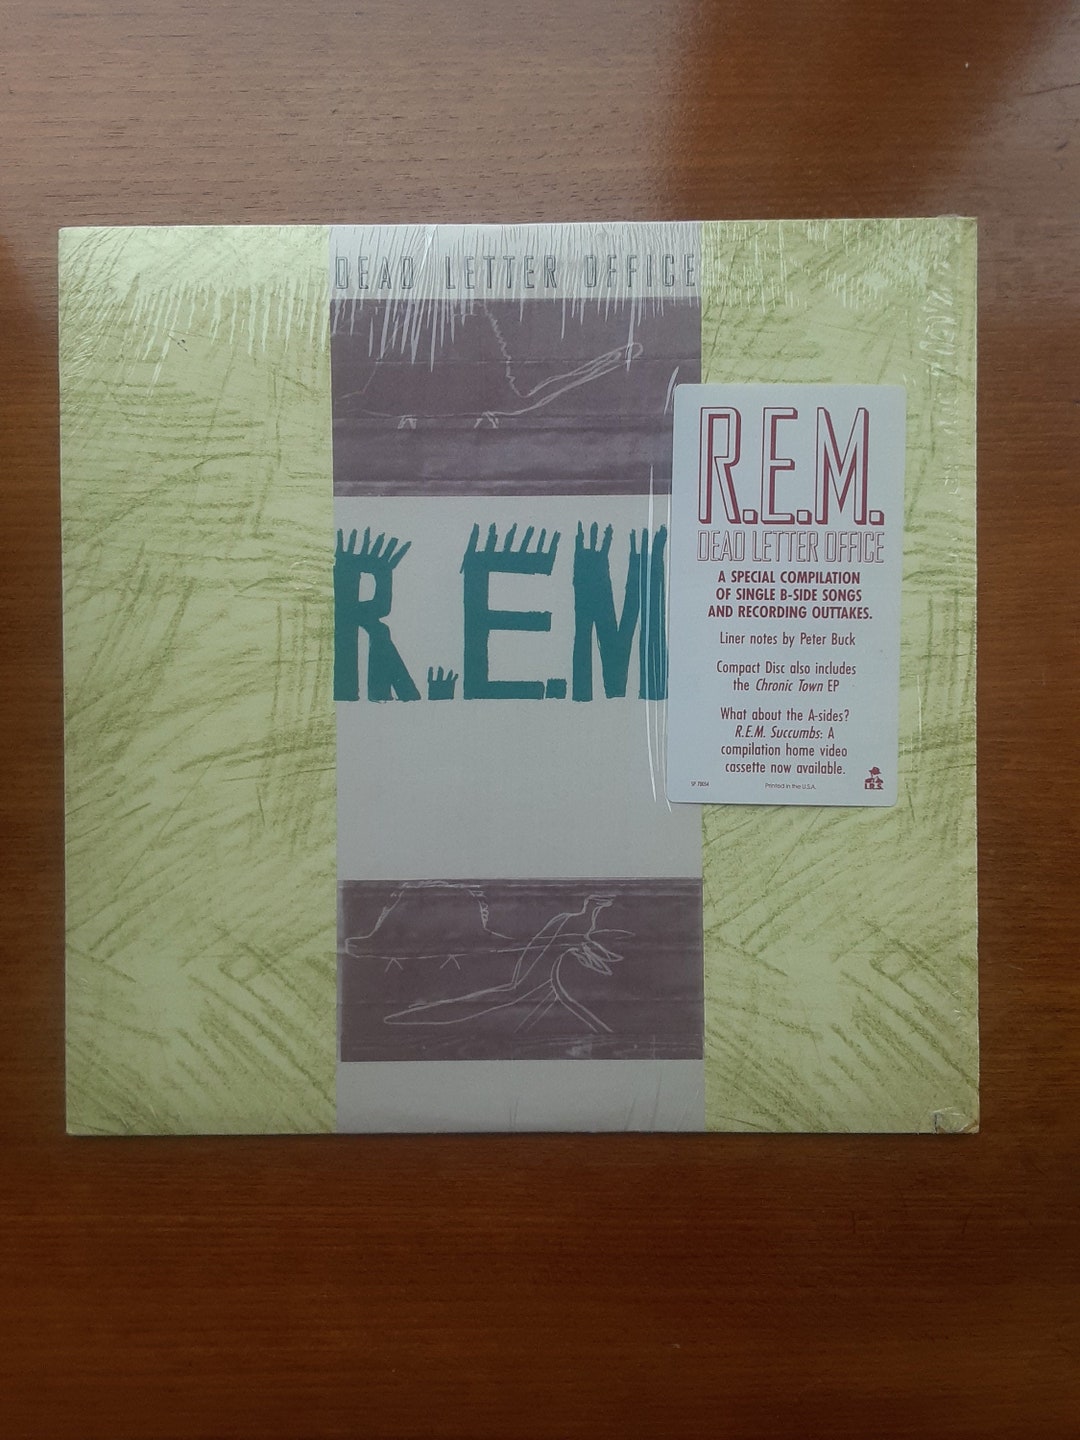 DEAD LETTER OFFICE
R.E.M
R.E.M.
DEAD LETTER OFFICE
A SPECIAL COMPILATION
OF SINGLE B-SIDE SONGS
AND RECORDING OUTTAKES.
Liner notes by Peter Buck
Compact Disc also includes
the Chronic Town EP
What about the A-sides?
R.E.M. Succumbs: A
compilation home video
cassette now available.
SP 70054
Printed in the U.S.A.
I.R.S.